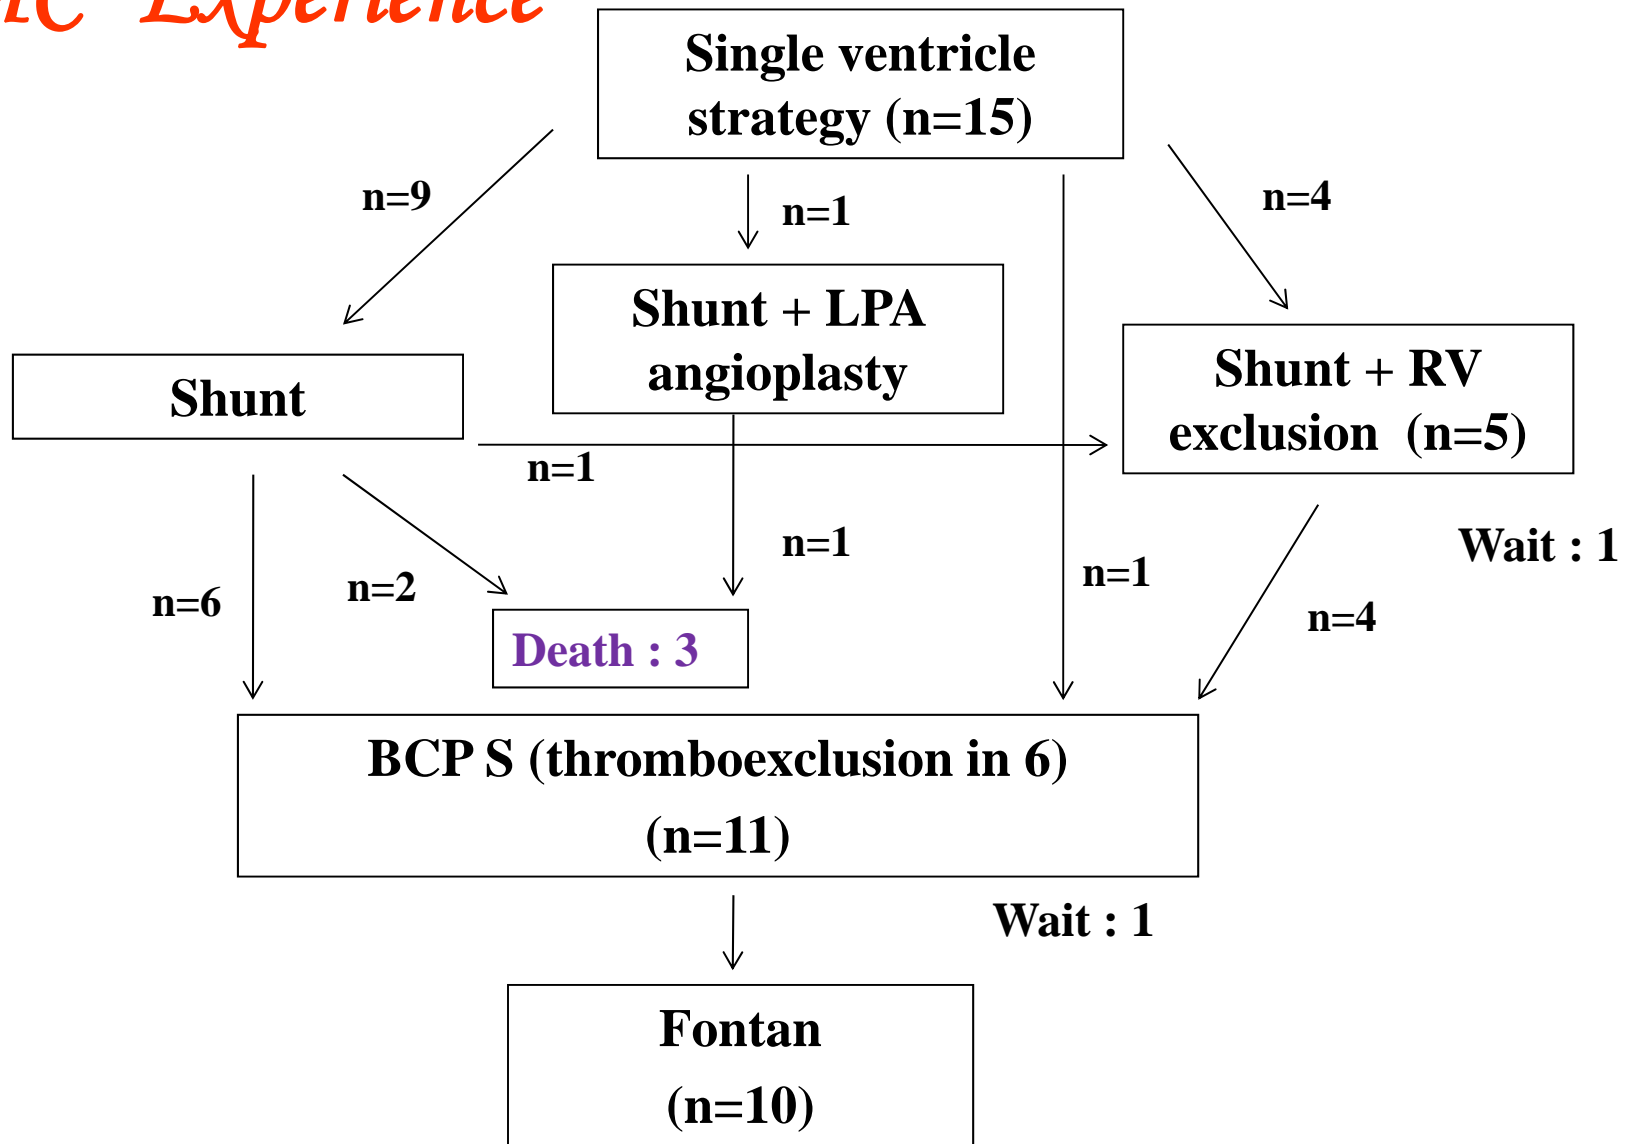 Experience
Single ventricle
strategy (n=15)
n=9
n=1
n=4
Shunt + LPA
angioplasty
Shunt + RV
exclusion (n=5)
Shunt
n=1
n=1
Wait : 1
n=1
n=6
n=2
n=4
Death : 3
BCP S (thromboexclusion in 6)
(n=11)
Wait : 1
Fontan
(n=10)